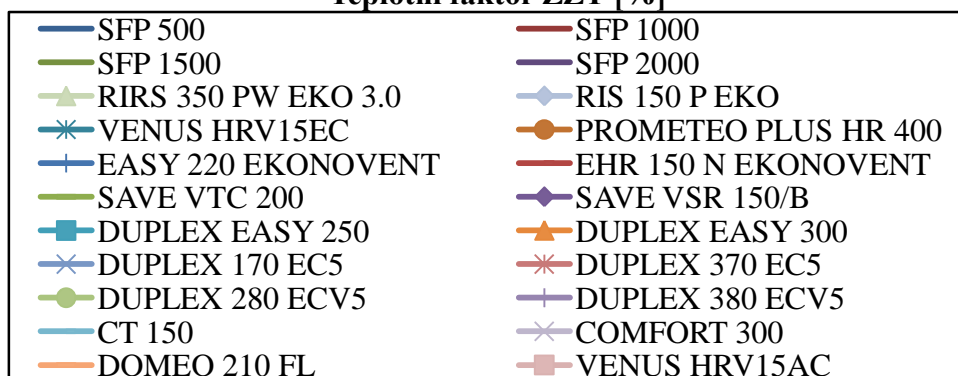 Teplotní faktor ZZT [%]
SFP 500 SFP 1000
SFP 1500 SFP 2000
RIRS 350 PW EKO 3.0 RIS 150 P EKO
VENUS HRV15EC PROMETEO PLUS HR 400
EASY 220 EKONOVENT EHR 150 N EKONOVENT
SAVE VTC 200 SAVE VSR 150/B
DUPLEX EASY 250 DUPLEX EASY 300
DUPLEX 170 EC5 DUPLEX 370 EC5
DUPLEX 280 ECV5 DUPLEX 380 ECV5
CT 150 COMFORT 300
DOMEO 210 FL VENUS HRV15AC